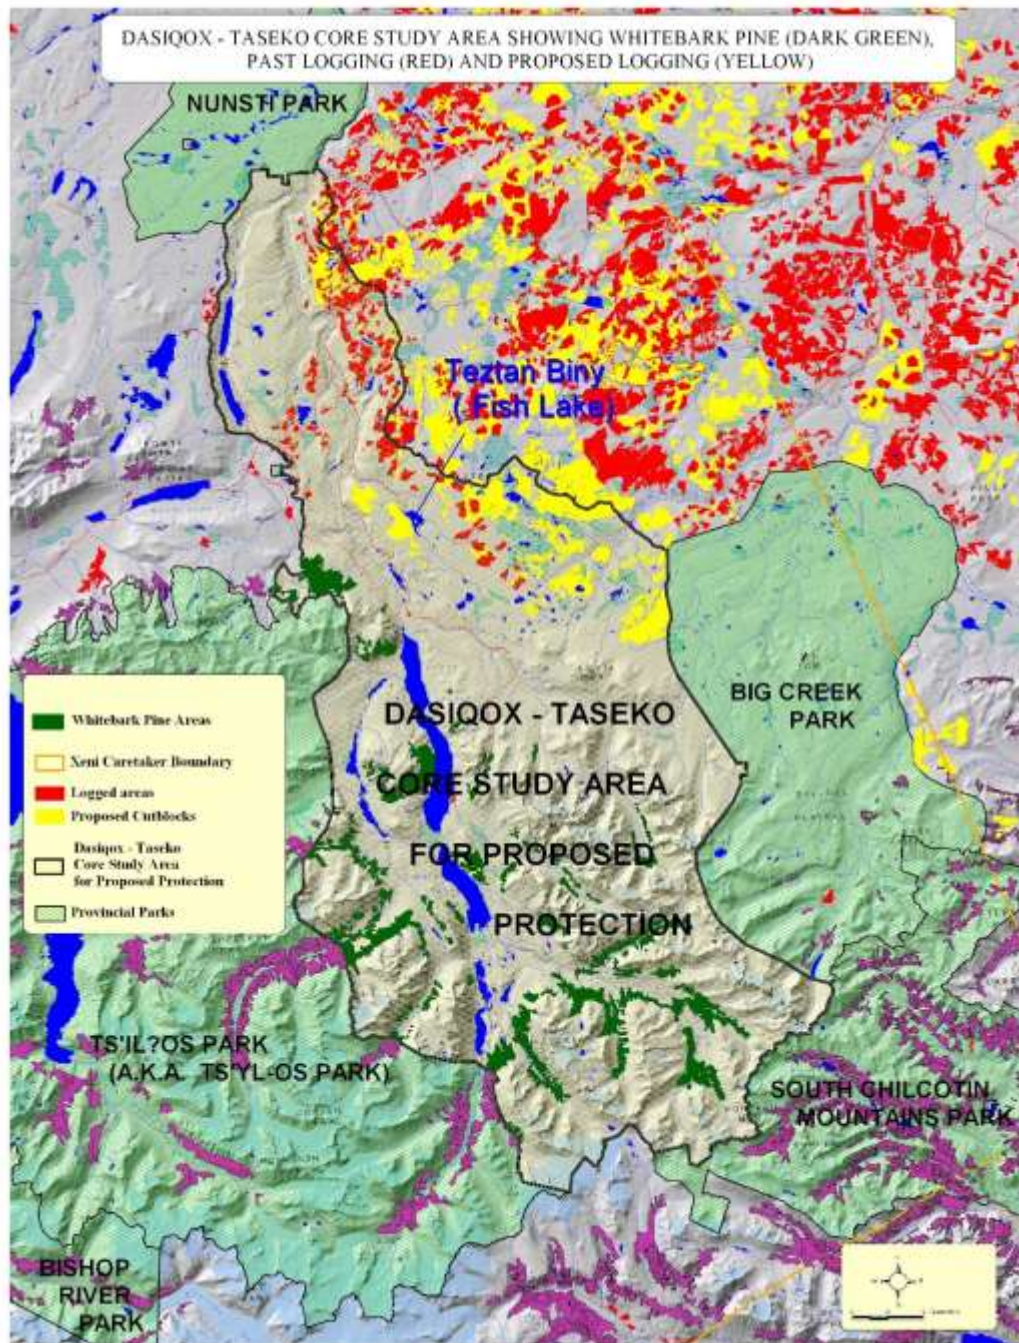 DASIQOX - TASEKO CORE STUDY AREA SHOWING WHITEBARK PINE (DARK GREEN),
PAST LOGGING (RED) AND PROPOSED LOGGING (YELLOW)
NUNSTI PARK
Teztan Biny
( Fish Lake)
BIG CREEK
PARK
DASIQOX - TASEKO
CORE STUDY AREA
FOR PROPOSED
PROTECTION
Whitebark Pine Areas
Xeni Caretaker Boundary
Logged areas
Proposed Cutblocks
Dasiqox - Taseko
Core Study Area
for Proposed Protection
Provincial Parks
TS'IL?OS PARK
(A.K.A. TS'YL-OS PARK)
SOUTH CHILCOTIN
MOUNTAINS PARK
BISHOP
RIVER
PARK